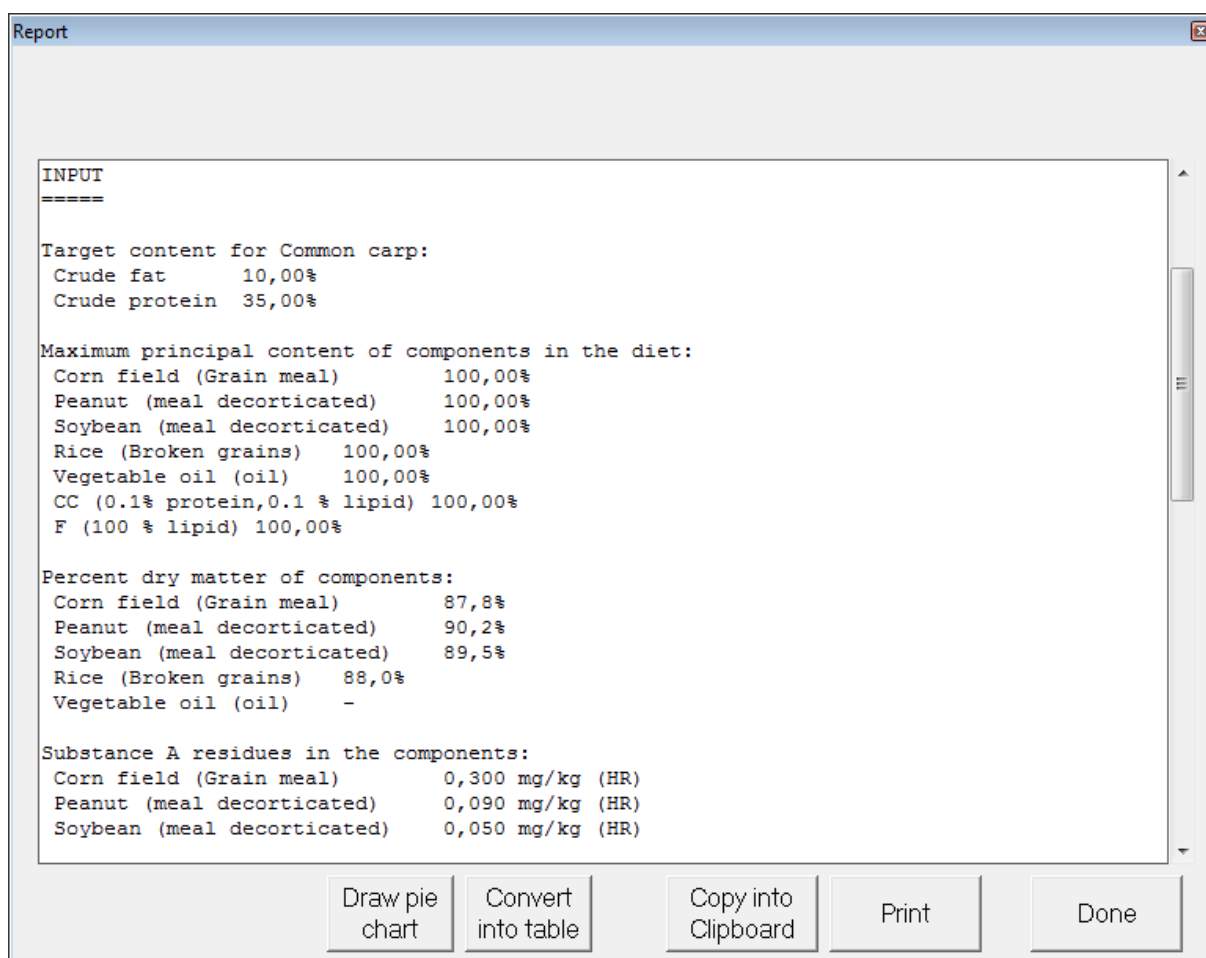 Report
INPUT
=====
Target content for Common carp:
Crude fat 10,00%
Crude protein 35,00%
Maximum principal content of components in the diet:
Corn field (Grain meal) 100,00%
Peanut (meal decorticated) 100,00%
Soybean (meal decorticated) 100,00%
Rice (Broken grains) 100,00%
Vegetable oil (oil) 100,00%
CC (0.1% protein,0.1 % lipid) 100,00%
F (100 % lipid) 100,00%
Percent dry matter of components:
Corn field (Grain meal) 87,8%
Peanut (meal decorticated) 90,2%
Soybean (meal decorticated) 89,5%
Rice (Broken grains) 88,0%
Vegetable oil (oil) -
Substance A residues in the components:
Corn field (Grain meal) 0,300 mg/kg (HR)
Peanut (meal decorticated) 0,090 mg/kg (HR)
Soybean (meal decorticated) 0,050 mg/kg (HR)
Draw pie chart
Convert into table
Copy into Clipboard
Print
Done